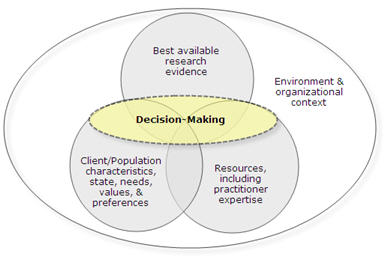 Best available
research
evidence
Environment &
organizational
context
Decision-Making
Client/Population
characteristics,
state, needs,
values, &
preferences
Resources,
including
practitioner
expertise